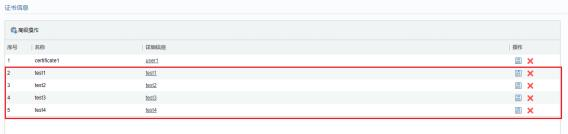 证书信息
高级操作
序号 名称 详细信息 操作
1 certificate1 user1
2 test1 test1
3 test2 test2
4 test3 test3
5 test4 test4